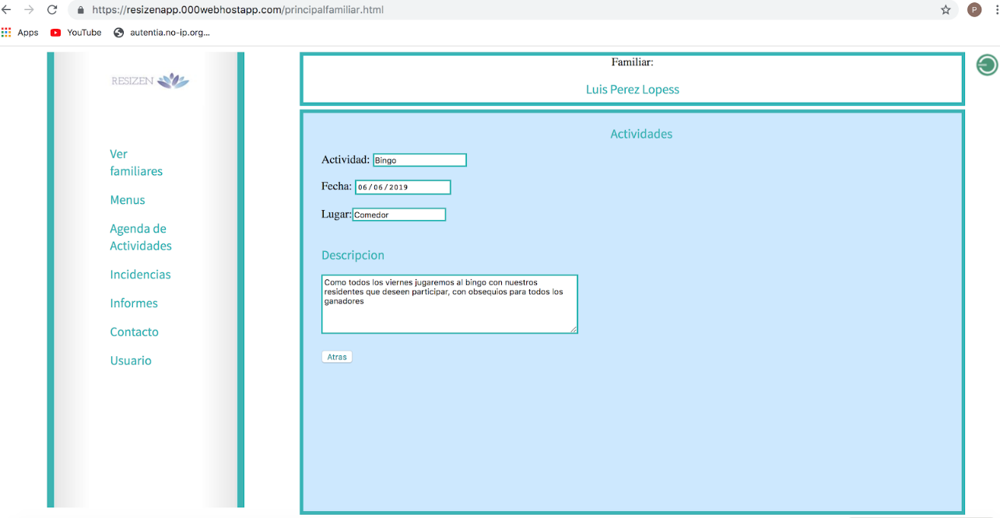 https://resizenapp.000webhostapp.com/principalfamiliar.html
P
Apps
YouTube
autentia.no-ip.org...
RESIZEN
Ver
familiares
Menus
Agenda de
Actividades
Incidencias
Informes
Contacto
Usuario
Familiar:
Luis Perez Lopess
Actividades
Actividad: Bingo
Fecha: 06/06/2019
Lugar: Comedor
Descripcion
Como todos los viernes jugaremos al bingo con nuestros
residentes que deseen participar, con obsequios para todos los
ganadores
Atras